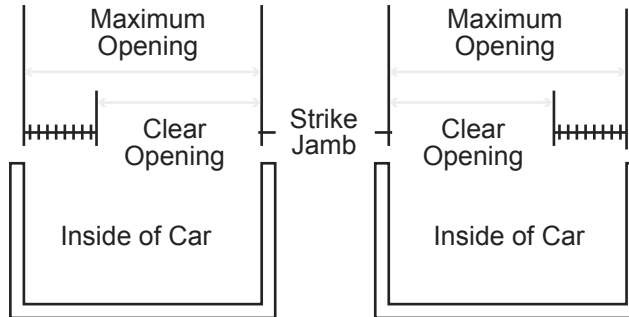 Maximum
Opening
Maximum
Opening
Clear
Opening
Strike
Jamb
Clear
Opening
Inside of Car
Inside of Car